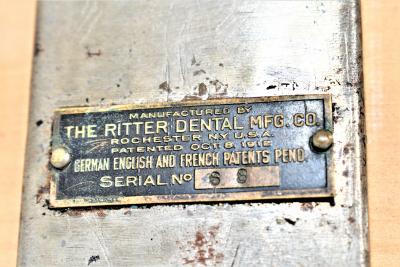 MANUFACTURED BY
THE RITTER DENTAL MFG. CO.
ROCHESTER N.Y. U.S.A.
PATENTED OCT. 8, 1912
GERMAN ENGLISH AND FRENCH PATENTS PEND.
SERIAL No 68